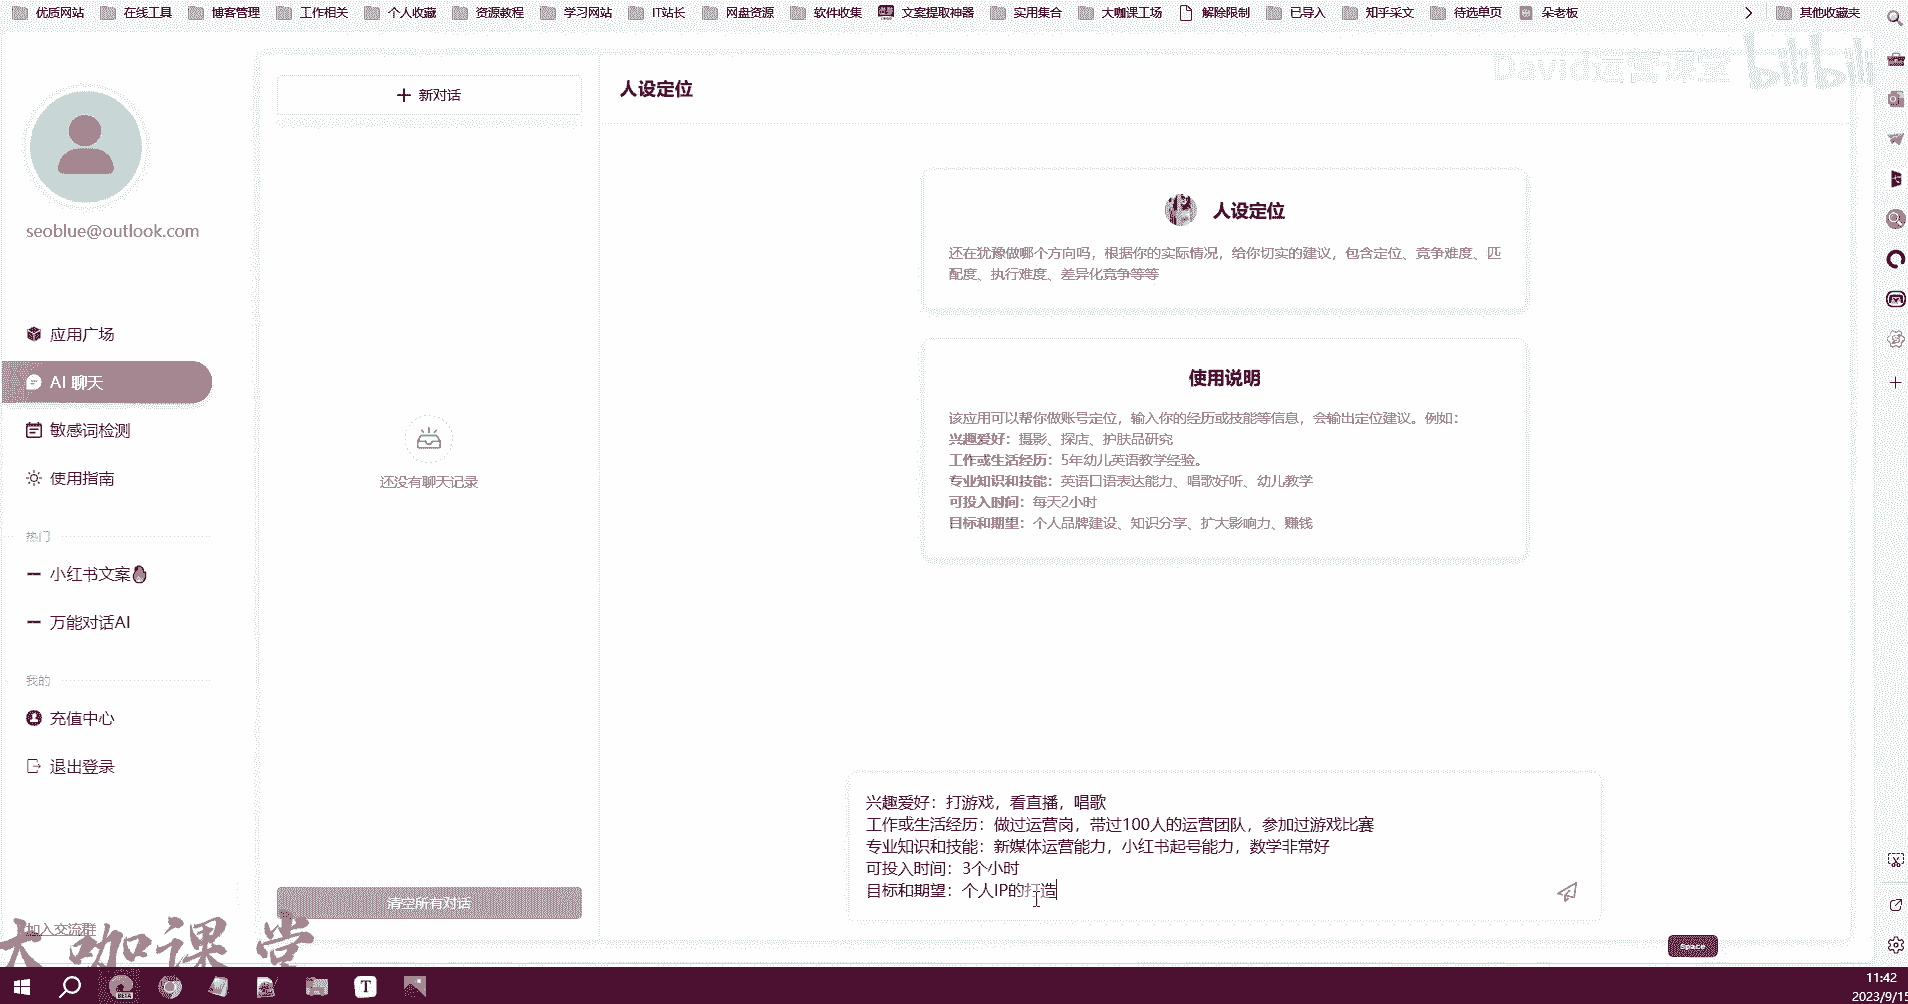 优质网站 在线工具 博客管理 工作相关 个人收藏 资源教程 学习网站 IT站长 网盘资源 软件收集 文案提取神器 实用集合 大咖课工场 解除限制 已导入 知乎采文 待选单页 朵老板 其他收藏夹
David运营课堂 bilibili
+ 新对话
人设定位
seoblue@outlook.com
人设定位
还在犹豫做哪个方向吗，根据你的实际情况，给你切实的建议，包含定位、竞争难度、匹
配度、执行难度、差异化竞争等等
应用广场
AI 聊天
敏感词检测
使用指南
热门
小红书文案
万能对话AI
我的
充值中心
退出登录
加入交流群
还没有聊天记录
清空所有对话
使用说明
该应用可以帮你做账号定位，输入你的经历或技能等信息，会输出定位建议。例如：
兴趣爱好：摄影、探店、护肤品研究
工作或生活经历：5年幼儿英语教学经验。
专业知识和技能：英语口语表达能力、唱歌好听、幼儿教学
可投入时间：每天2小时
目标和期望：个人品牌建设、知识分享、扩大影响力、赚钱
兴趣爱好：打游戏，看直播，唱歌
工作或生活经历：做过运营岗，带过100人的运营团队，参加过游戏比赛
专业知识和技能：新媒体运营能力，小红书起号能力，数学非常好
可投入时间：3个小时
目标和期望：个人IP的打造
大咖课堂
Space
BETA
T
11:42
2023/9/15